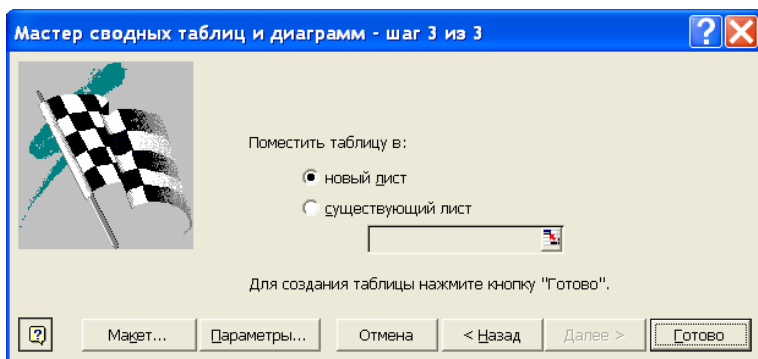 Мастер сводных таблиц и диаграмм - шаг 3 из 3
Поместить таблицу в:
новый лист
существующий лист
Для создания таблицы нажмите кнопку "Готово".
Макет... Параметры... Отмена < Назад Далее > Готово